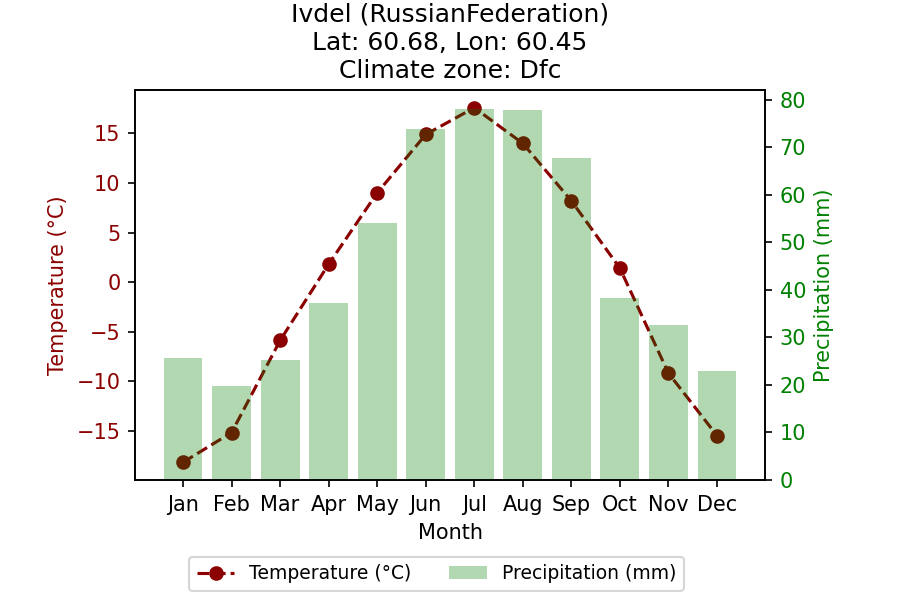 Ivdel (RussianFederation)
Lat: 60.68, Lon: 60.45
Climate zone: Dfc
Temperature (°C)
15
10
5
0
−5
−10
−15
80
70
60
50
40
30
20
10
0
Precipitation (mm)
Jan Feb Mar Apr May Jun Jul Aug Sep Oct Nov Dec
Month
Temperature (°C) Precipitation (mm)